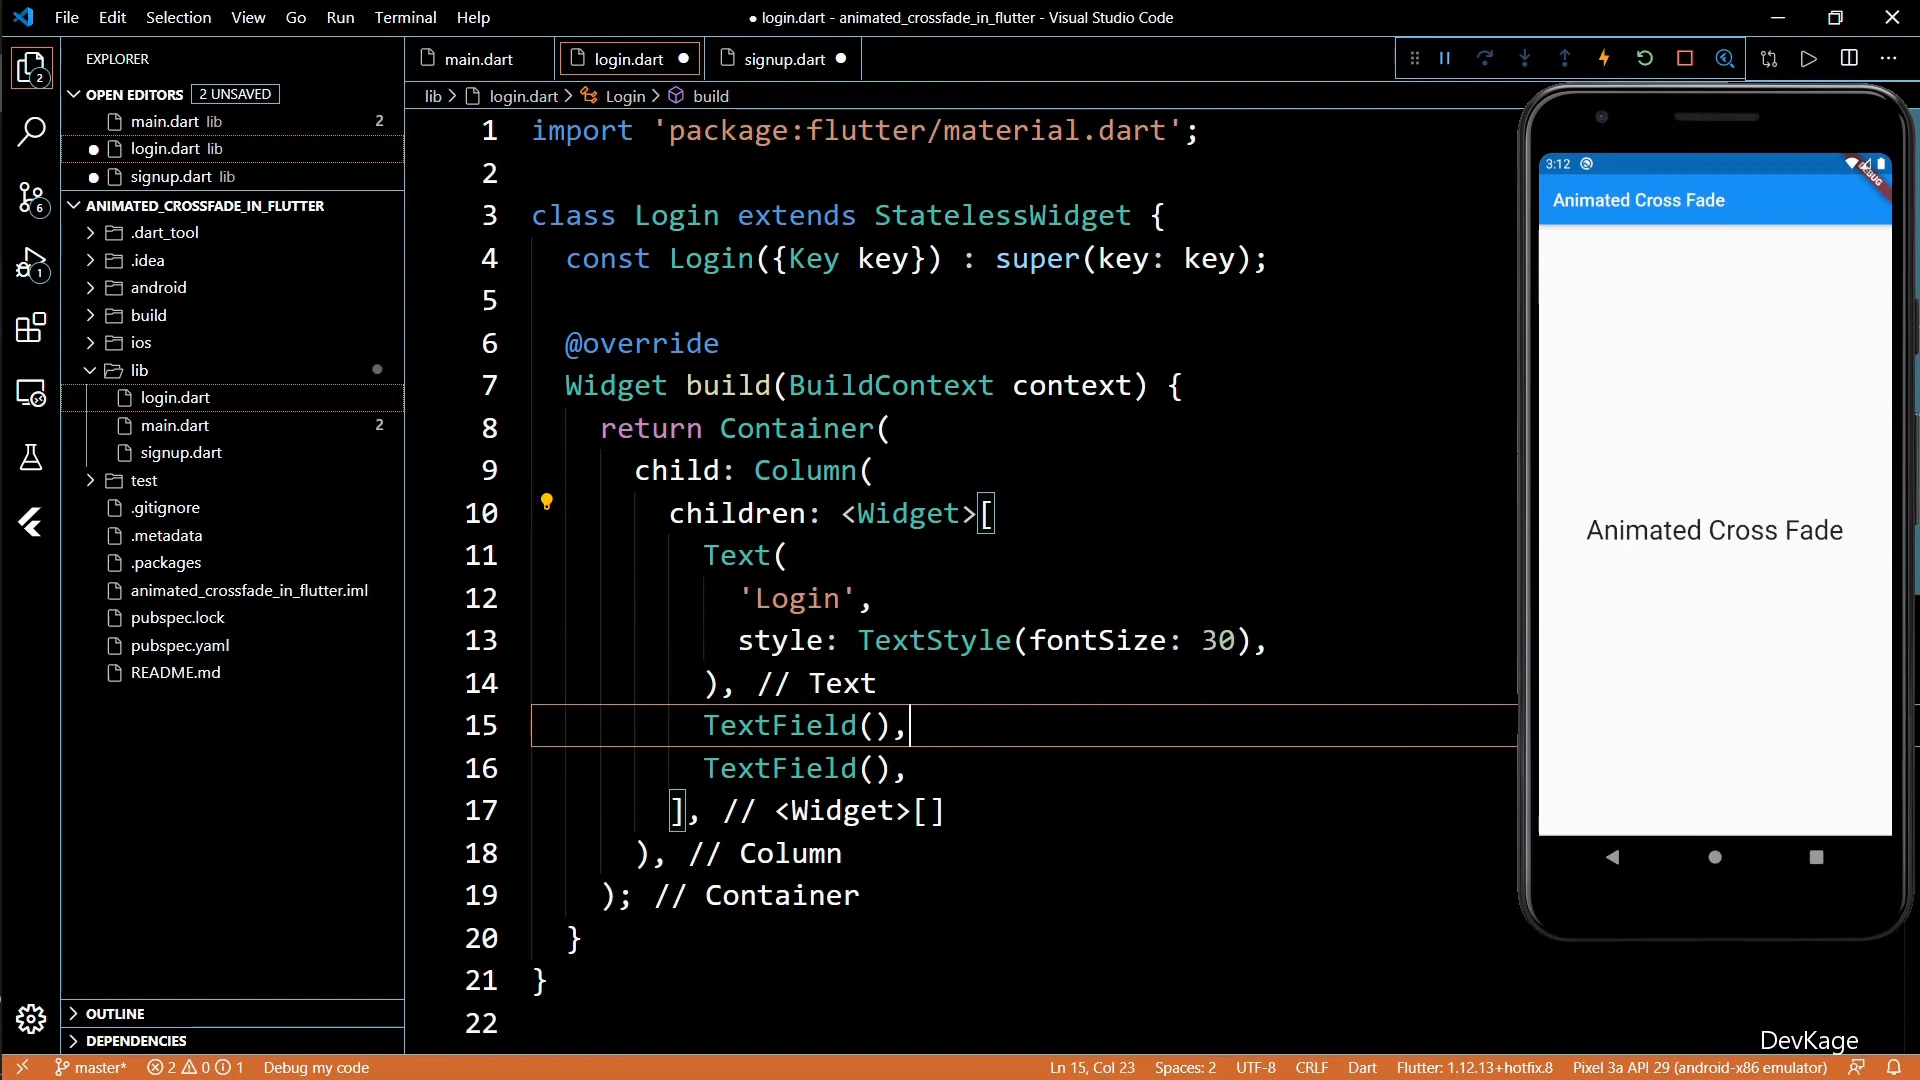 File Edit Selection View Go Run Terminal Help
● login.dart - animated_crossfade_in_flutter - Visual Studio Code
EXPLORER
OPEN EDITORS 2 UNSAVED
main.dart lib 2
login.dart lib
signup.dart lib
ANIMATED_CROSSFADE_IN_FLUTTER
.dart_tool
.idea
android
build
ios
lib
login.dart
main.dart 2
signup.dart
test
.gitignore
.metadata
.packages
animated_crossfade_in_flutter.iml
pubspec.lock
pubspec.yaml
README.md
OUTLINE
DEPENDENCIES
2
6
1
main.dart login.dart signup.dart
lib > login.dart > Login > build
1 import 'package:flutter/material.dart';
2
3 class Login extends StatelessWidget {
4 const Login({Key key}) : super(key: key);
5
6 @override
7 Widget build(BuildContext context) {
8 return Container(
9 child: Column(
10 children: <Widget>[
11 Text(
12 'Login',
13 style: TextStyle(fontSize: 30),
14 ), // Text
15 TextField(),
16 TextField(),
17 ], // <Widget>[]
18 ), // Column
19 ); // Container
20 }
21 }
22
3:12
DEBUG
Animated Cross Fade
Animated Cross Fade
DevKage
master* 2 0 1 Debug my code
Ln 15, Col 23 Spaces: 2 UTF-8 CRLF Dart Flutter: 1.12.13+hotfix.8 Pixel 3a API 29 (android-x86 emulator)